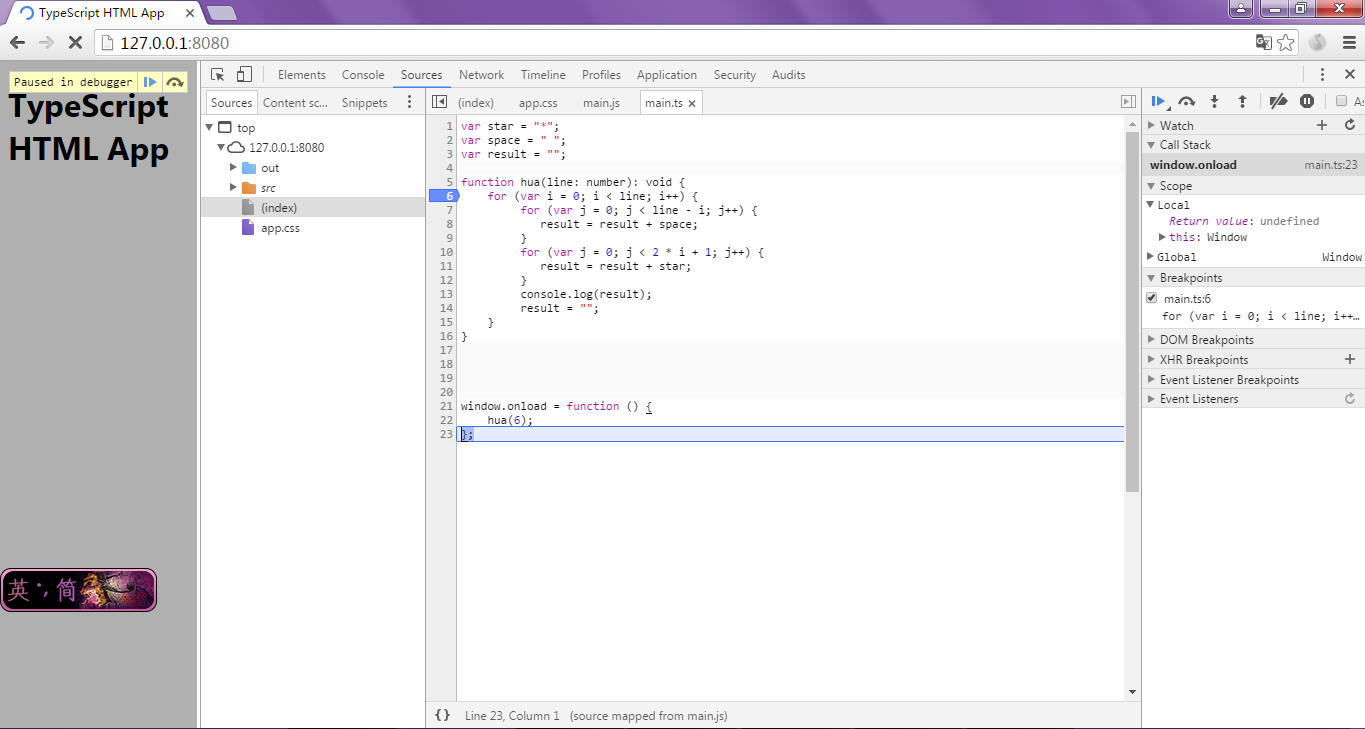 TypeScript HTML App
127.0.0.1:8080
Paused in debugger
TypeScript
HTML App
英 简
Elements Console Sources Network Timeline Profiles Application Security Audits
Sources Content sc... Snippets
top
127.0.0.1:8080
out
src
(index)
app.css
(index) app.css main.js main.ts
1 var star = "*";
2 var space = " ";
3 var result = "";
4
5 function hua(line: number): void {
6 for (var i = 0; i < line; i++) {
7 for (var j = 0; j < line - i; j++) {
8 result = result + space;
9 }
10 for (var j = 0; j < 2 * i + 1; j++) {
11 result = result + star;
12 }
13 console.log(result);
14 result = "";
15 }
16 }
17
18
19
20
21 window.onload = function () {
22 hua(6);
23 };
{} Line 23, Column 1 (source mapped from main.js)
As
Watch
Call Stack
window.onload main.ts:23
Scope
Local
Return value: undefined
this: Window
Global Window
Breakpoints
main.ts:6
for (var i = 0; i < line; i++…
DOM Breakpoints
XHR Breakpoints
Event Listener Breakpoints
Event Listeners